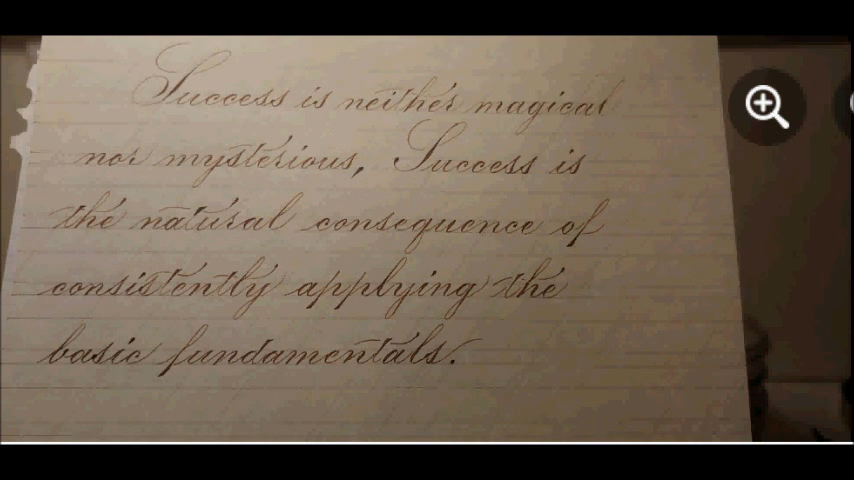 Success is neither magical
nor mysterious, Success is
the natural consequence of
consistently applying the
basic fundamentals.